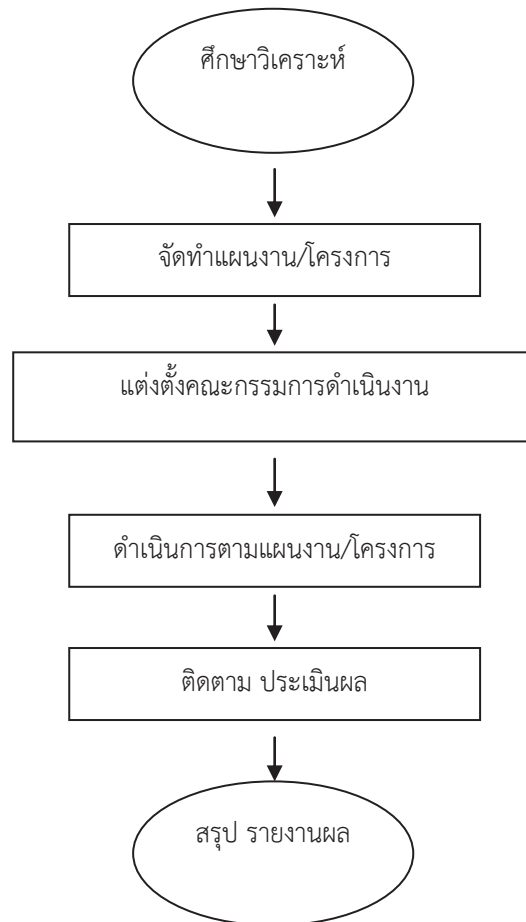 ศึกษาวิเคราะห์
จัดทำแผนงาน/โครงการ
แต่งตั้งคณะกรรมการดำเนินงาน
ดำเนินการตามแผนงาน/โครงการ
ติดตาม ประเมินผล
สรุป รายงานผล